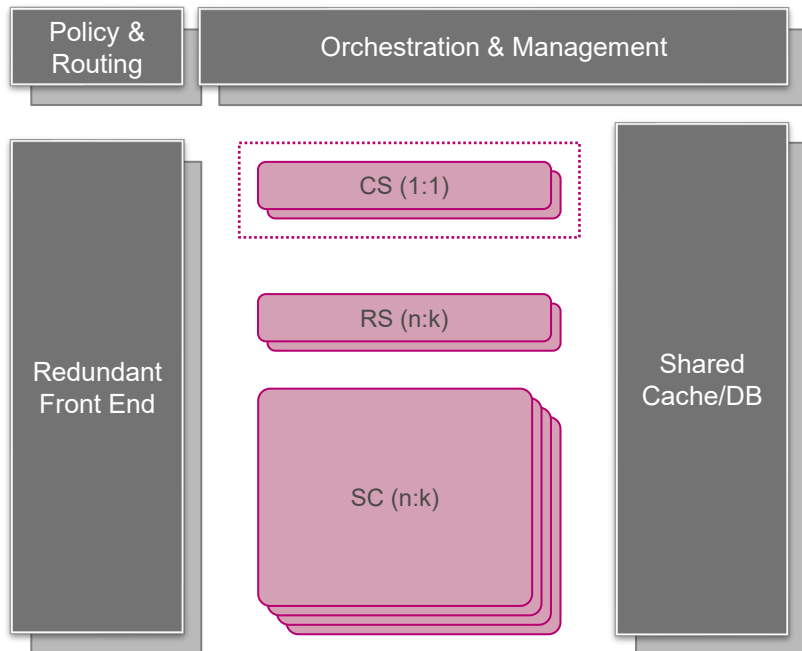 Policy &
Routing
Orchestration & Management
CS (1:1)
RS (n:k)
Redundant
Front End
Shared
Cache/DB
SC (n:k)